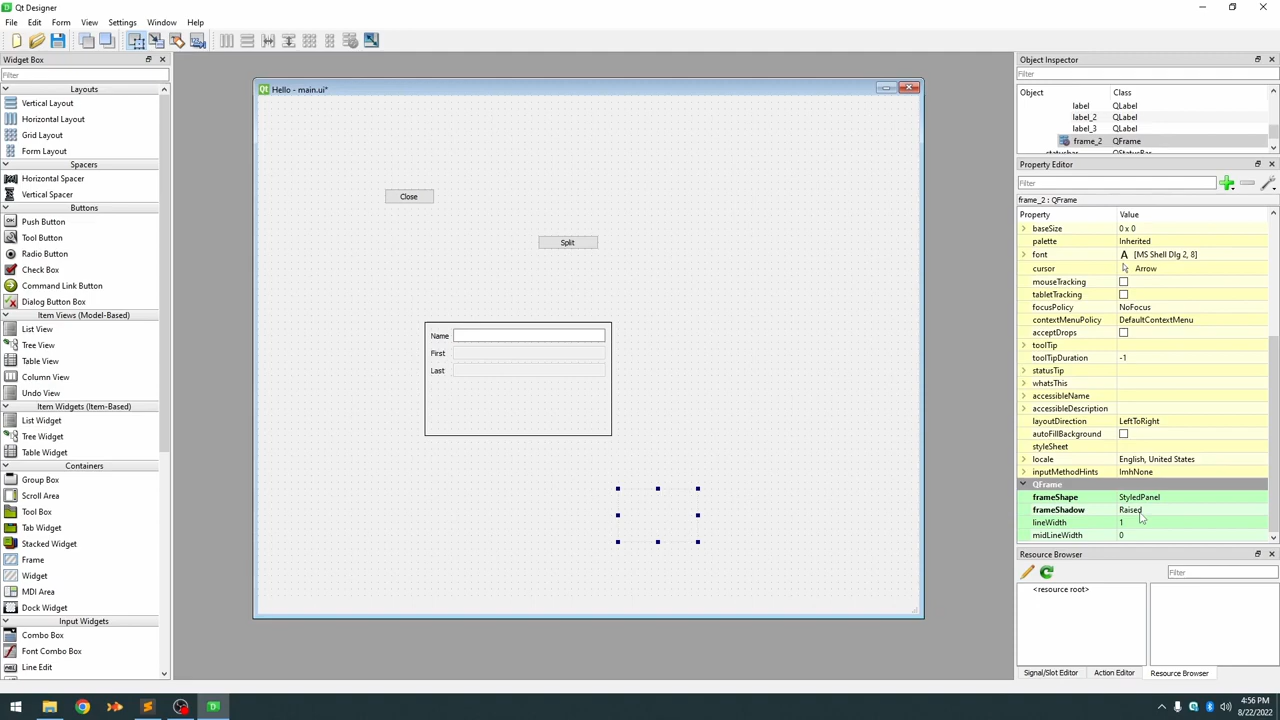 Qt Designer
File Edit Form View Settings Window Help
Widget Box
Filter
Layouts
Vertical Layout
Horizontal Layout
Grid Layout
Form Layout
Spacers
Horizontal Spacer
Vertical Spacer
Buttons
Push Button
Tool Button
Radio Button
Check Box
Command Link Button
Dialog Button Box
Item Views (Model-Based)
List View
Tree View
Table View
Column View
Undo View
Item Widgets (Item-Based)
List Widget
Tree Widget
Table Widget
Containers
Group Box
Scroll Area
Tool Box
Tab Widget
Stacked Widget
Frame
Widget
MDI Area
Dock Widget
Input Widgets
Combo Box
Font Combo Box
Line Edit
Hello - main.ui*
Close
Split
Name
First
Last
Object Inspector
Filter
Object Class
label QLabel
label_2 QLabel
label_3 QLabel
frame_2 QFrame
statusbar QStatusBar
Property Editor
Filter
frame_2 : QFrame
Property Value
baseSize 0 x 0
palette Inherited
font A [MS Shell Dlg 2, 8]
cursor Arrow
mouseTracking
tabletTracking
focusPolicy NoFocus
contextMenuPolicy DefaultContextMenu
acceptDrops
toolTip
toolTipDuration -1
statusTip
whatsThis
accessibleName
accessibleDescription
layoutDirection LeftToRight
autoFillBackground
styleSheet
locale English, United States
inputMethodHints ImhNone
QFrame
frameShape StyledPanel
frameShadow Raised
lineWidth 1
midLineWidth 0
Resource Browser
Filter
<resource root>
Signal/Slot Editor Action Editor Resource Browser
4:56 PM
8/22/2022